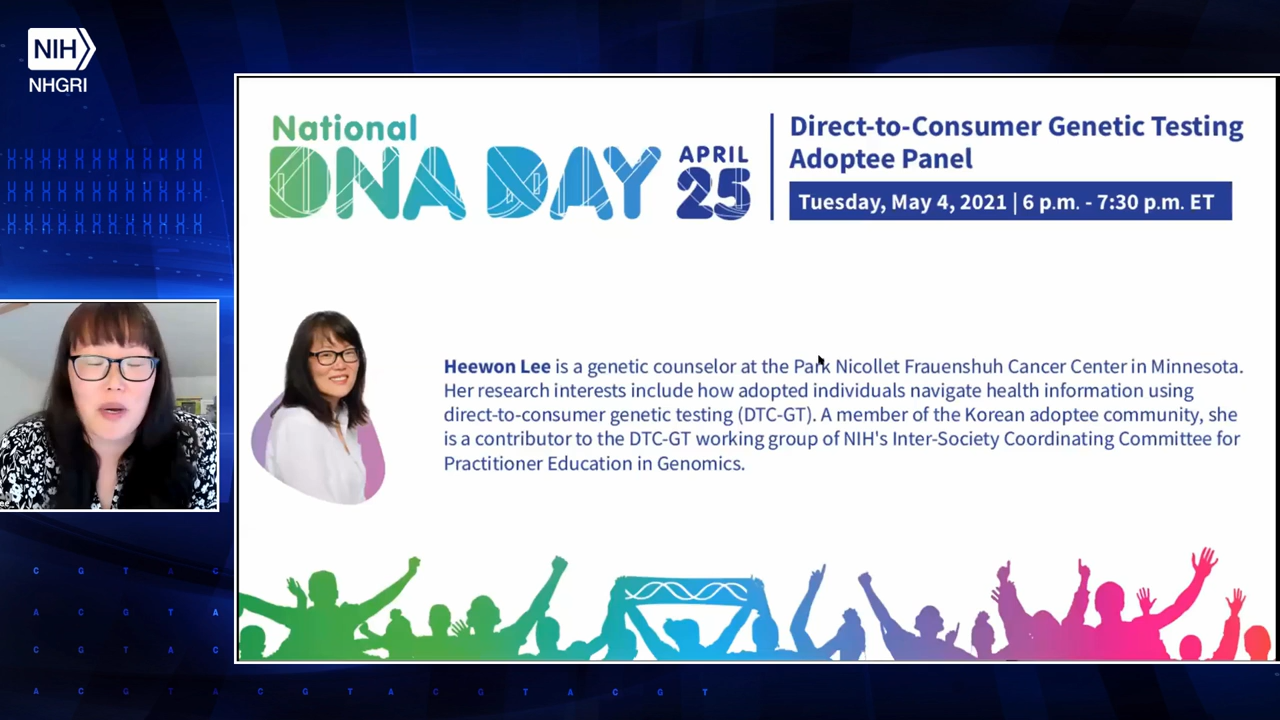 NIH
NHGRI
National
DNA DAY
APRIL
25
Direct-to-Consumer Genetic Testing
Adoptee Panel
Tuesday, May 4, 2021 | 6 p.m. - 7:30 p.m. ET
Heewon Lee is a genetic counselor at the Park Nicollet Frauenshuh Cancer Center in Minnesota.
Her research interests include how adopted individuals navigate health information using
direct-to-consumer genetic testing (DTC-GT). A member of the Korean adoptee community, she
is a contributor to the DTC-GT working group of NIH's Inter-Society Coordinating Committee for
Practitioner Education in Genomics.
C G T A C
A C G T A
C G T A C
A C G T A C G T A C G T A C G T